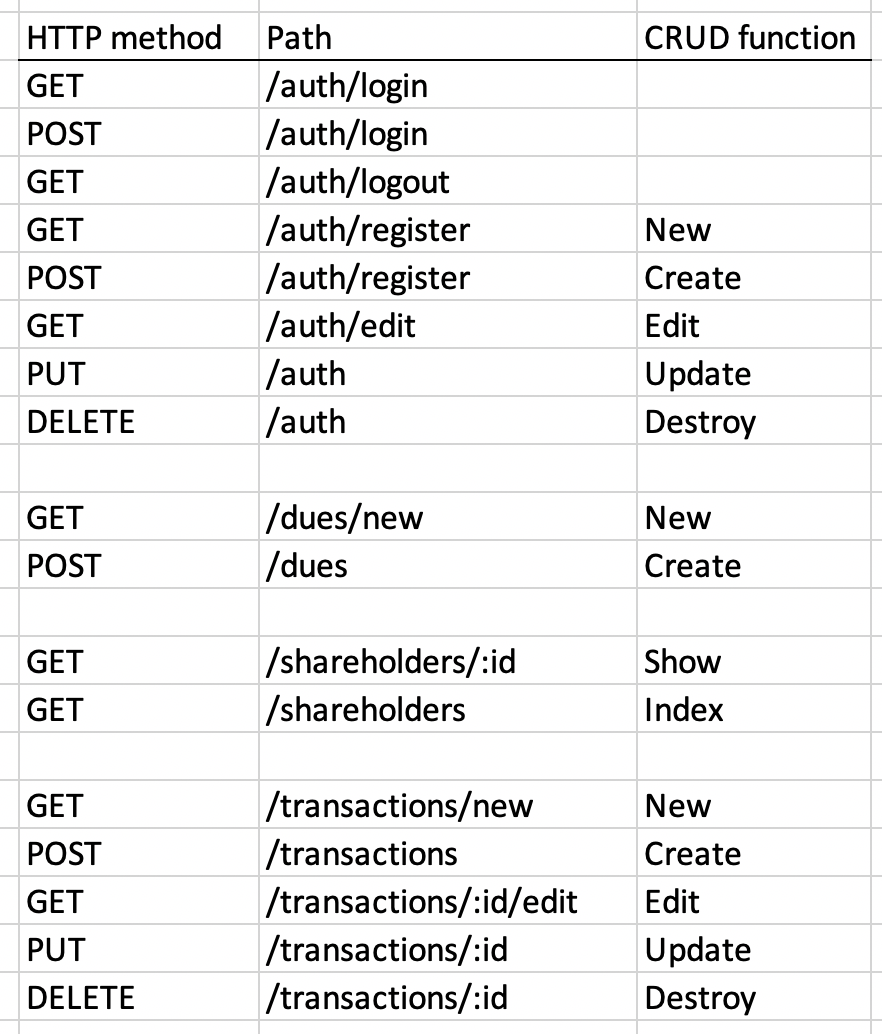 HTTP method Path CRUD function
GET /auth/login
POST /auth/login
GET /auth/logout
GET /auth/register New
POST /auth/register Create
GET /auth/edit Edit
PUT /auth Update
DELETE /auth Destroy
GET /dues/new New
POST /dues Create
GET /shareholders/:id Show
GET /shareholders Index
GET /transactions/new New
POST /transactions Create
GET /transactions/:id/edit Edit
PUT /transactions/:id Update
DELETE /transactions/:id Destroy